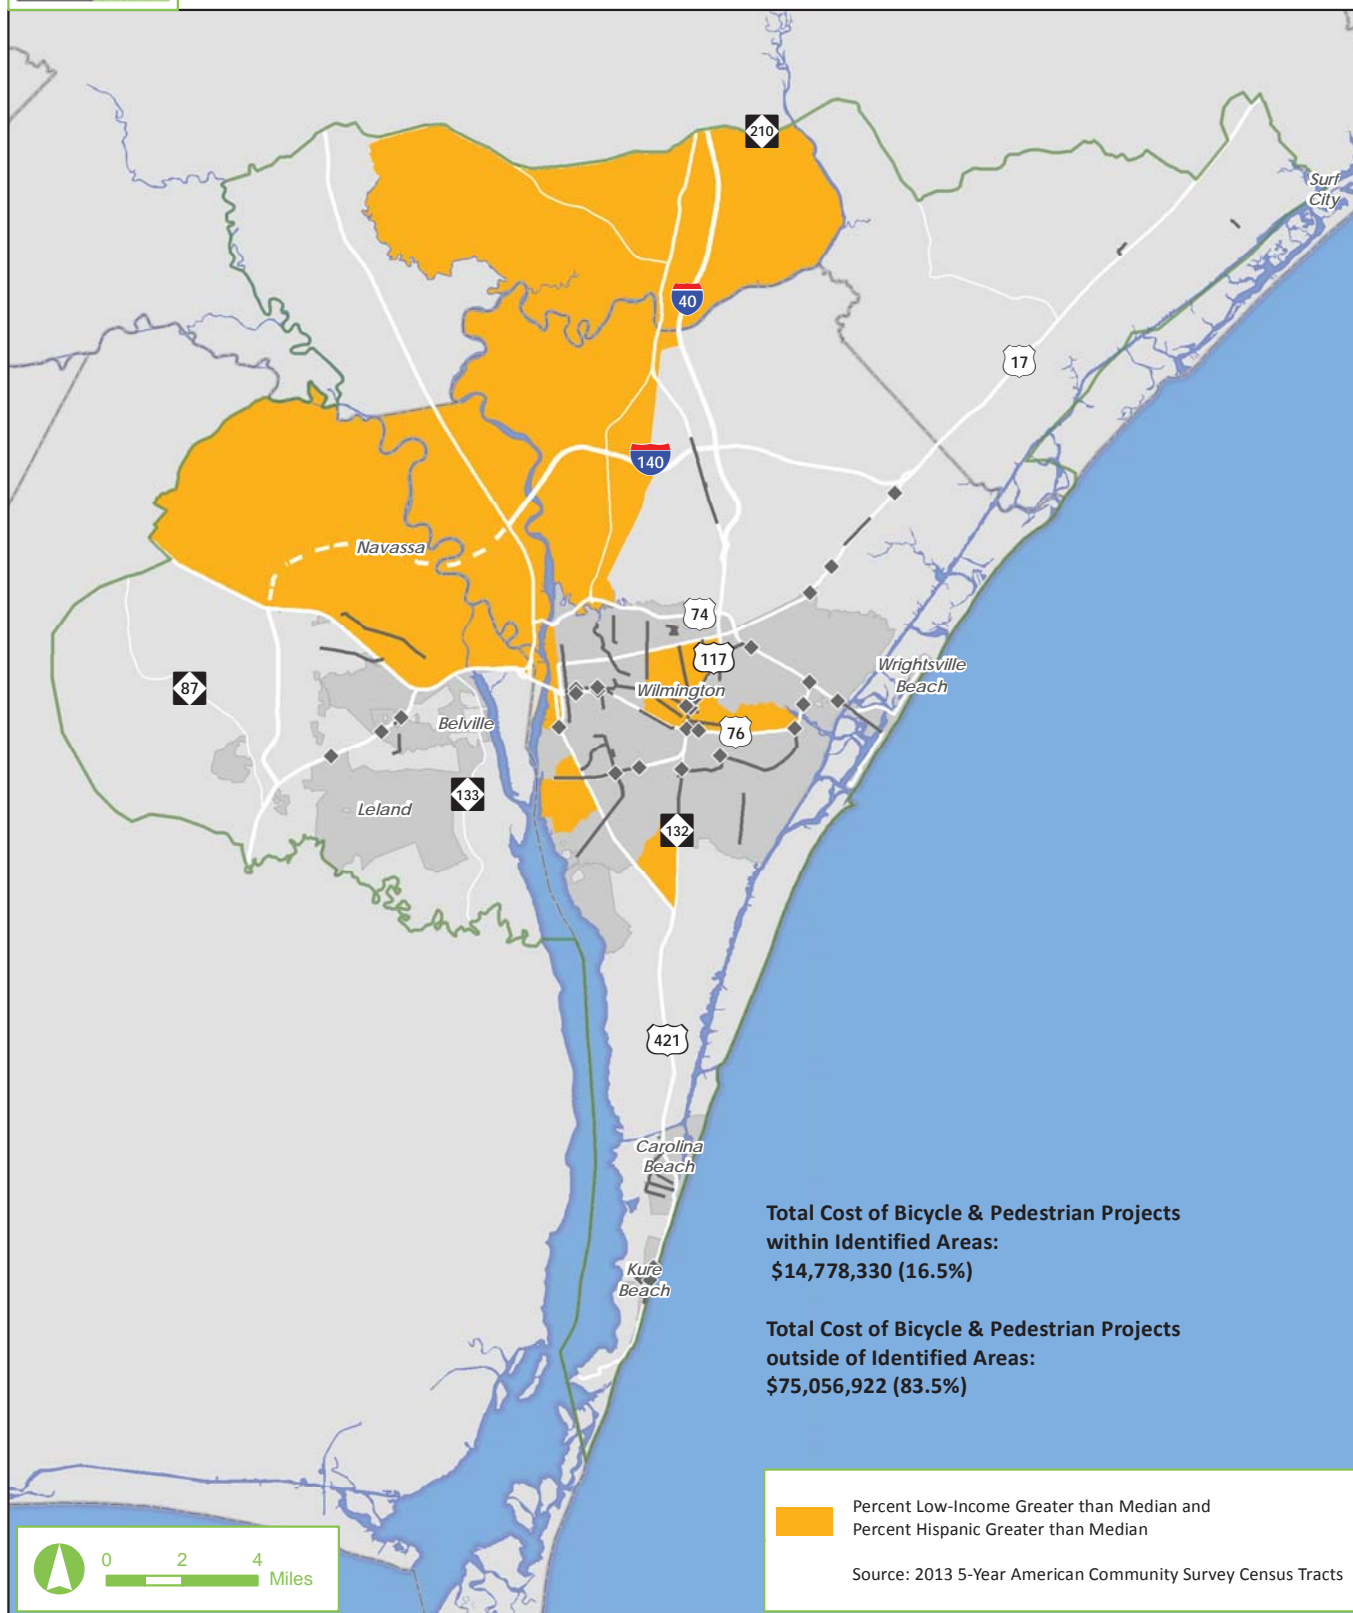 210
Surf
City
40
17
140
Navassa
74
117
Wrightsville
Beach
87
Wilmington
Belville
76
133
Leland
132
421
Carolina
Beach
Total Cost of Bicycle & Pedestrian Projects
within Identified Areas:
$14,778,330 (16.5%)
Kure
Beach
Total Cost of Bicycle & Pedestrian Projects
outside of Identified Areas:
$75,056,922 (83.5%)
Percent Low-Income Greater than Median and
Percent Hispanic Greater than Median
Source: 2013 5-Year American Community Survey Census Tracts
0 2 4
Miles